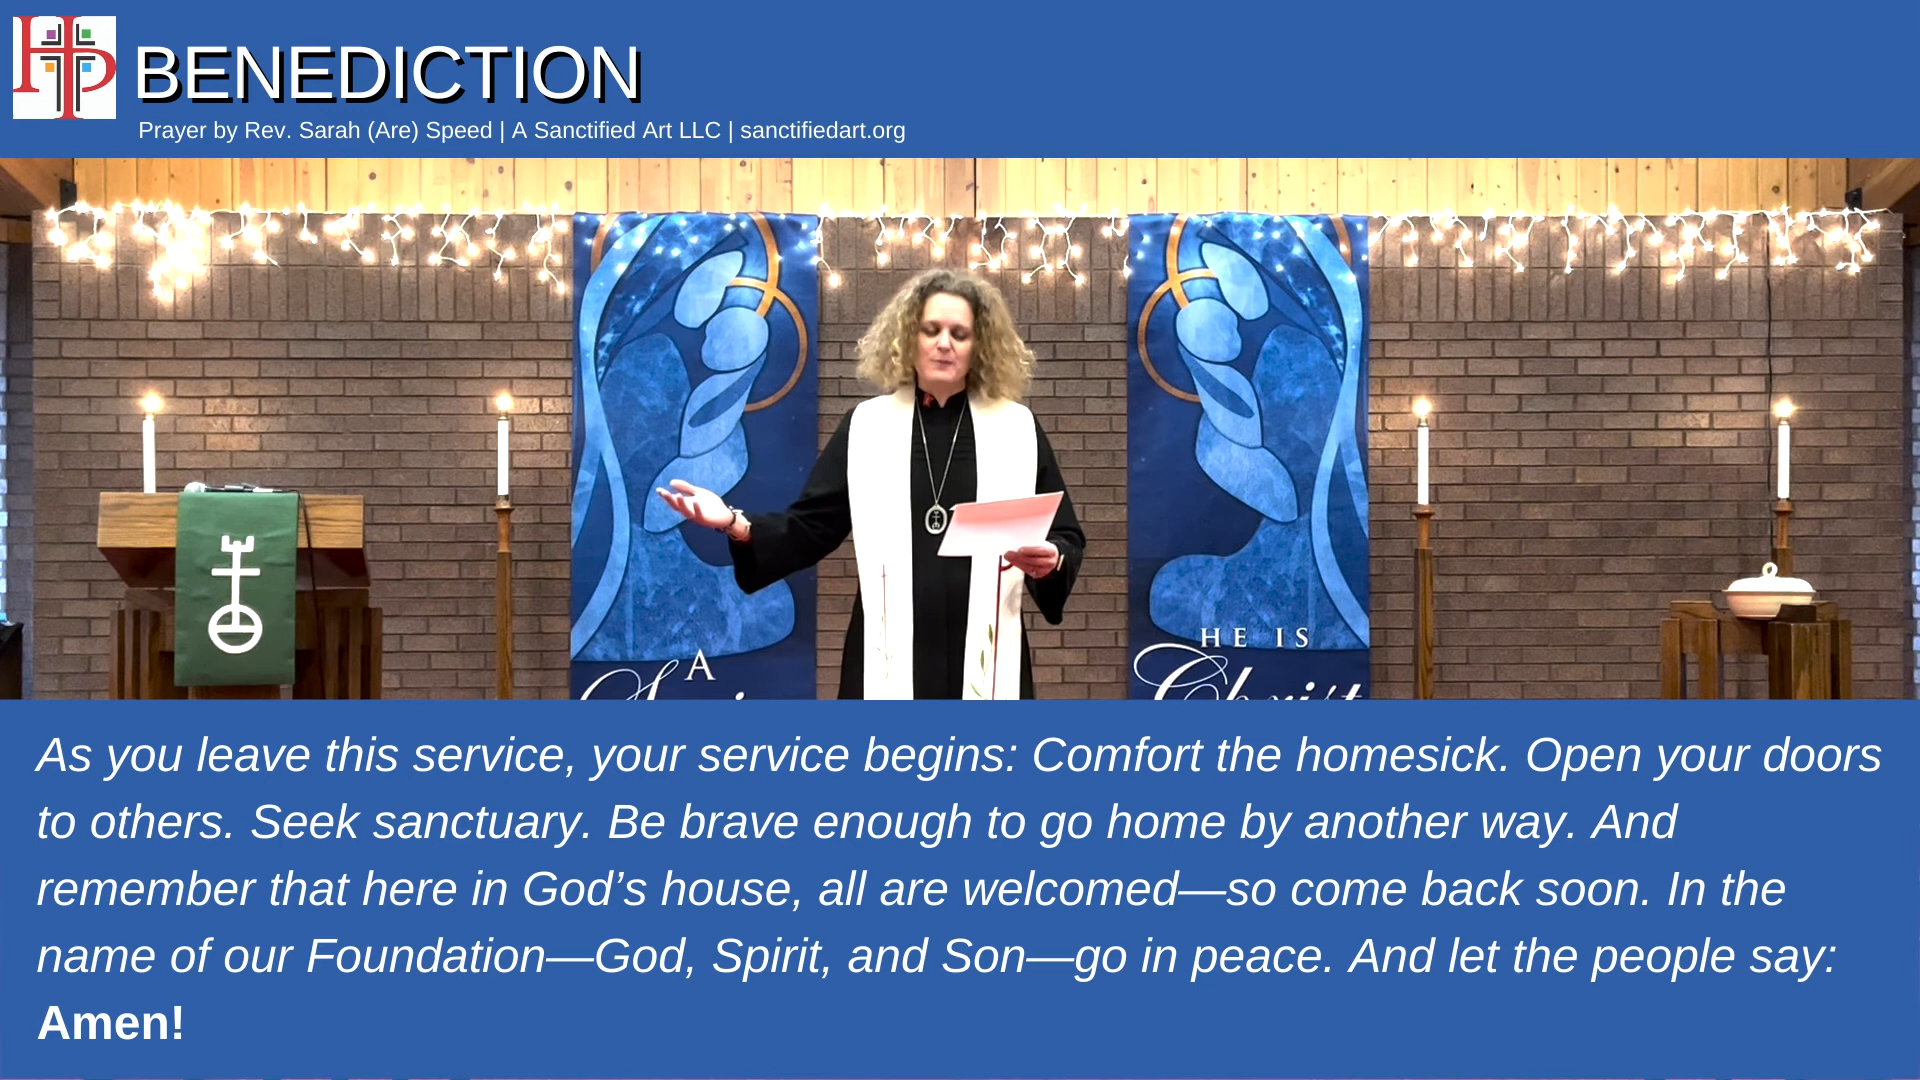 BENEDICTION
Prayer by Rev. Sarah (Are) Speed | A Sanctified Art LLC | sanctifiedart.org
A
HE IS
Christ
As you leave this service, your service begins: Comfort the homesick. Open your doors
to others. Seek sanctuary. Be brave enough to go home by another way. And
remember that here in God’s house, all are welcomed—so come back soon. In the
name of our Foundation—God, Spirit, and Son—go in peace. And let the people say:
Amen!